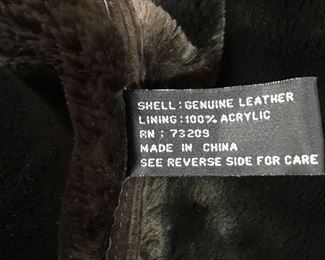 SHELL : GENUINE LEATHER
LINING : 100% ACRYLIC
RN : 73209
MADE IN CHINA
SEE REVERSE SIDE FOR CARE